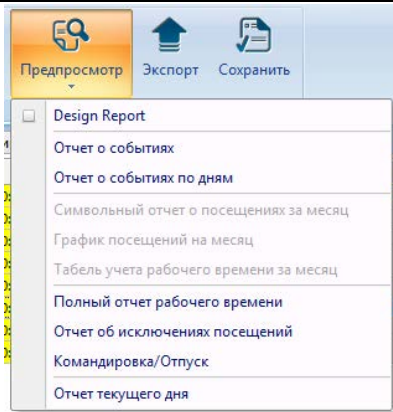 Предпросмотр Экспорт Сохранить
Design Report
Отчет о событиях
Отчет о событиях по дням
Символьный отчет о посещениях за месяц
График посещений на месяц
Табель учета рабочего времени за месяц
Полный отчет рабочего времени
Отчет об исключениях посещений
Командировка/Отпуск
Отчет текущего дня